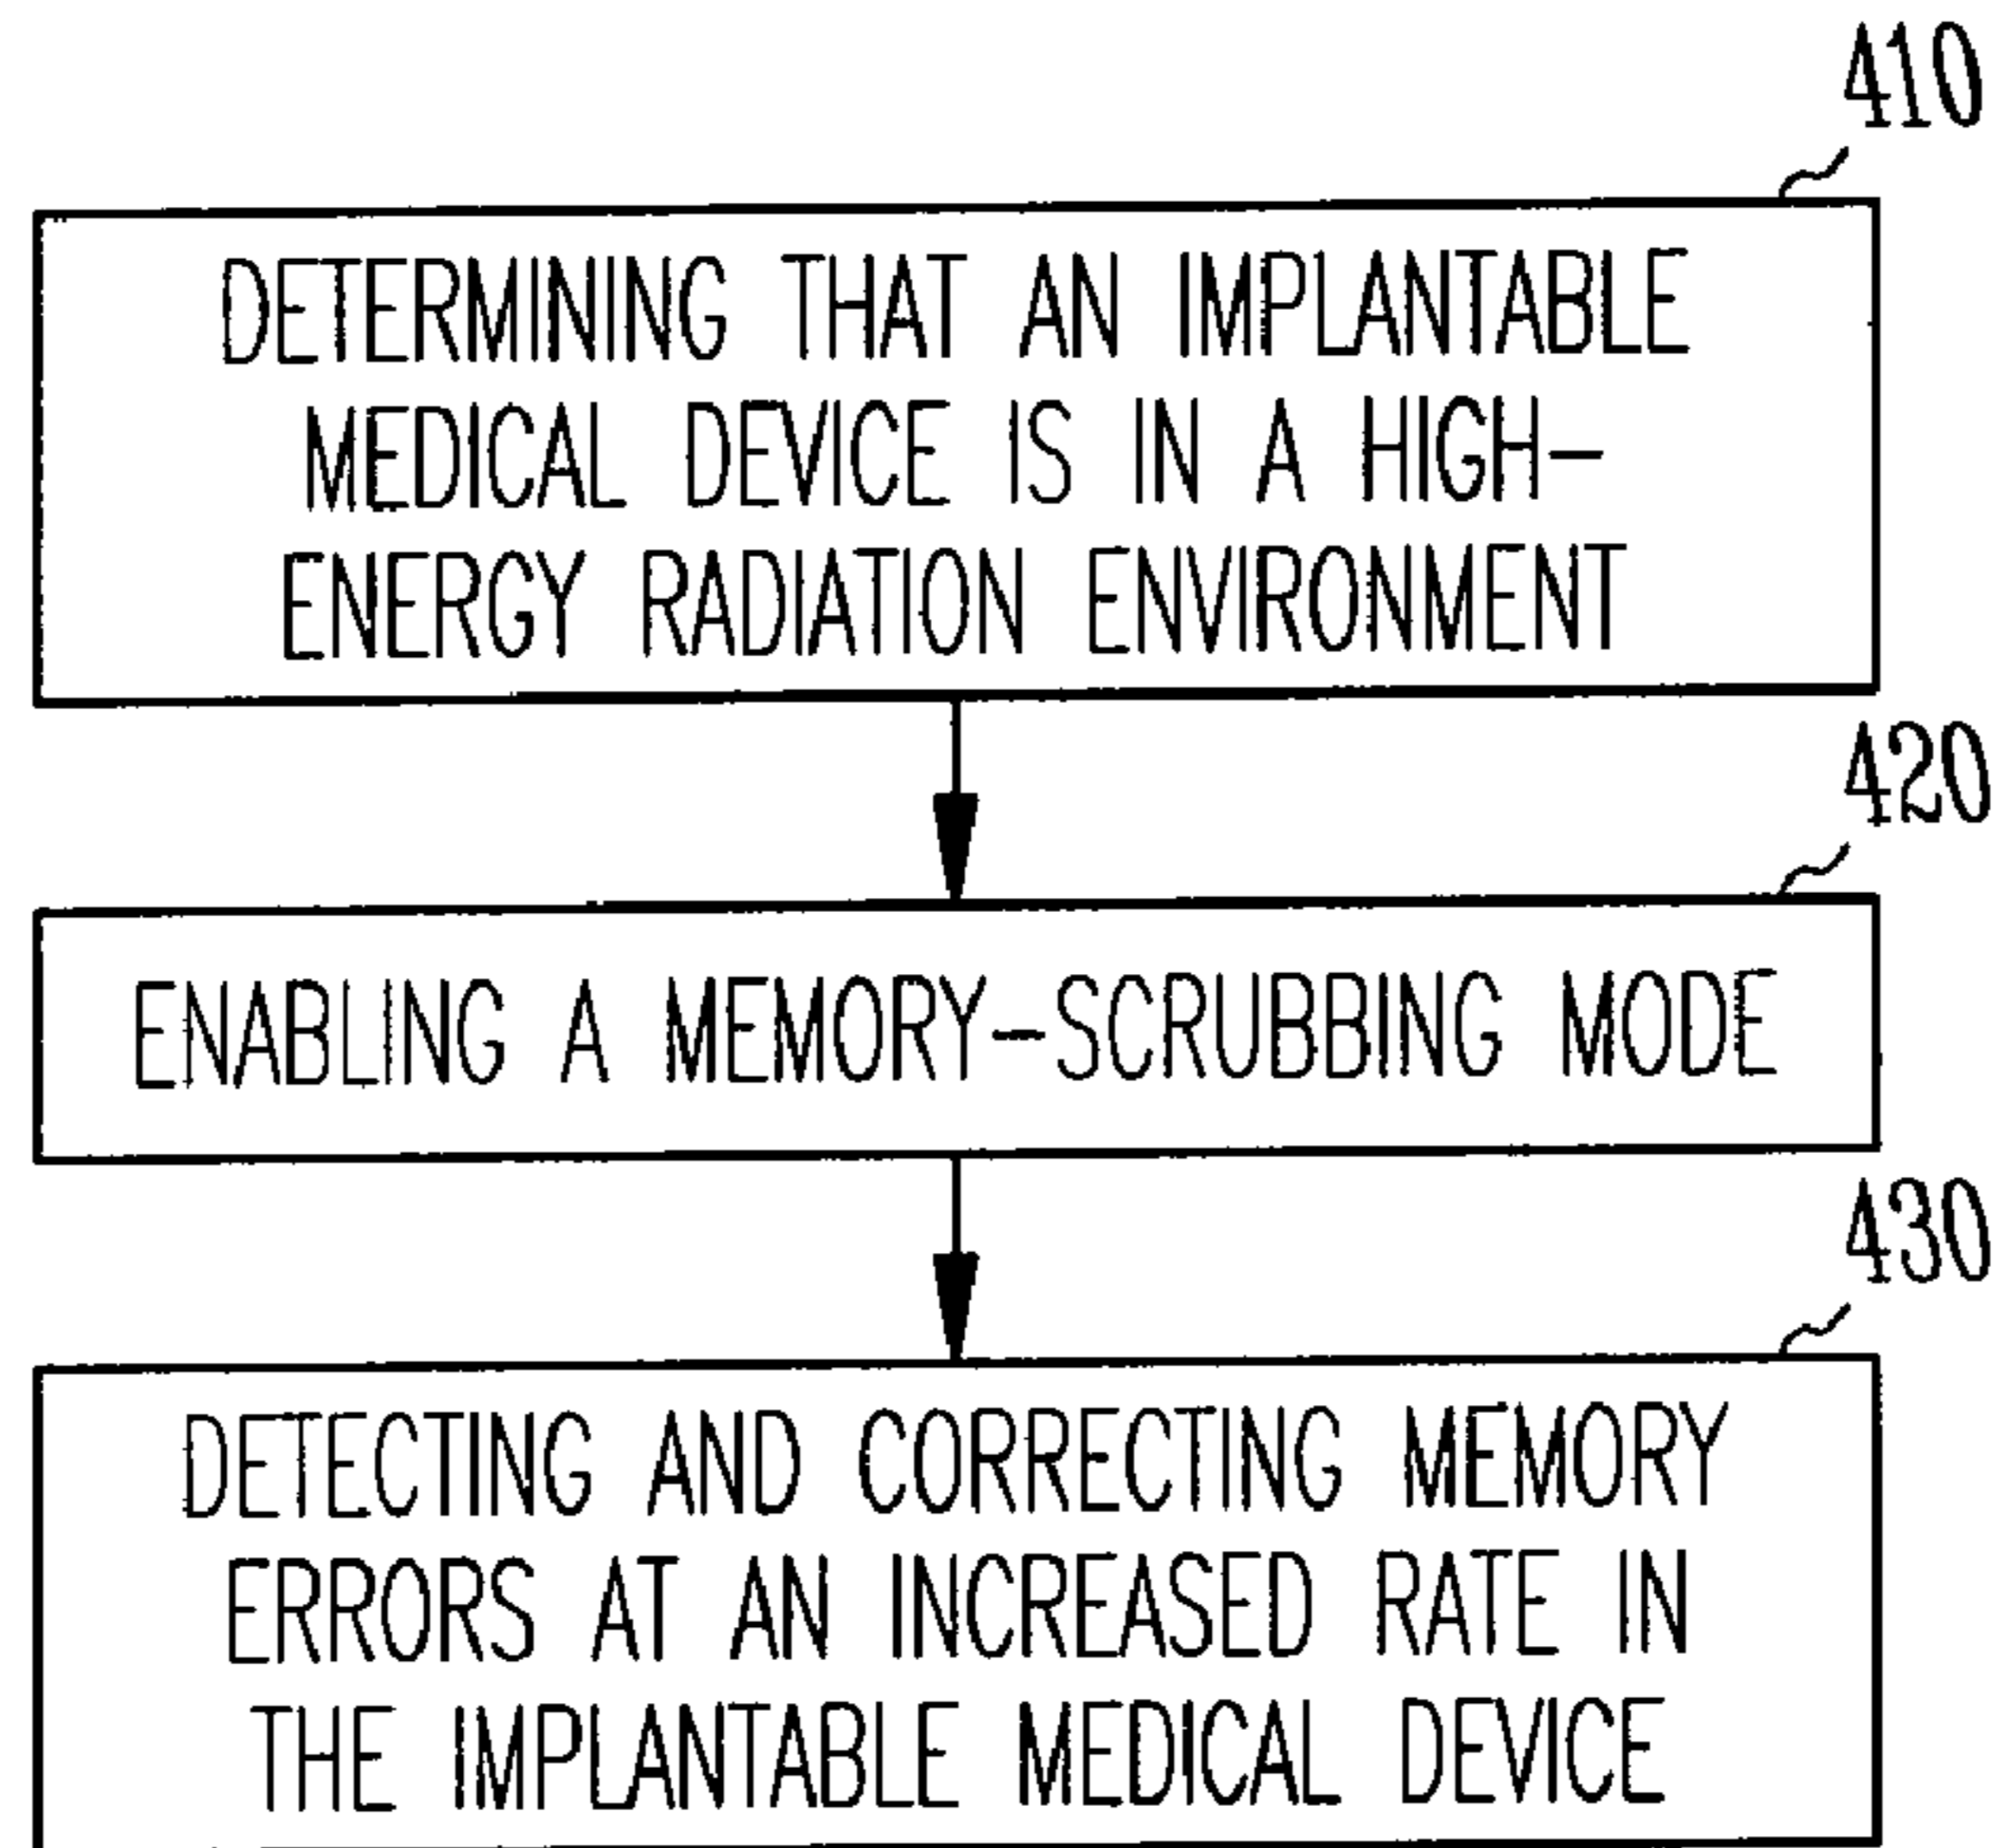 410
DETERMINING THAT AN IMPLANTABLE
MEDICAL DEVICE IS IN A HIGH-
ENERGY RADIATION ENVIRONMENT
420
ENABLING A MEMORY-SCRUBBING MODE
430
DETECTING AND CORRECTING MEMORY
ERRORS AT AN INCREASED RATE IN
THE IMPLANTABLE MEDICAL DEVICE